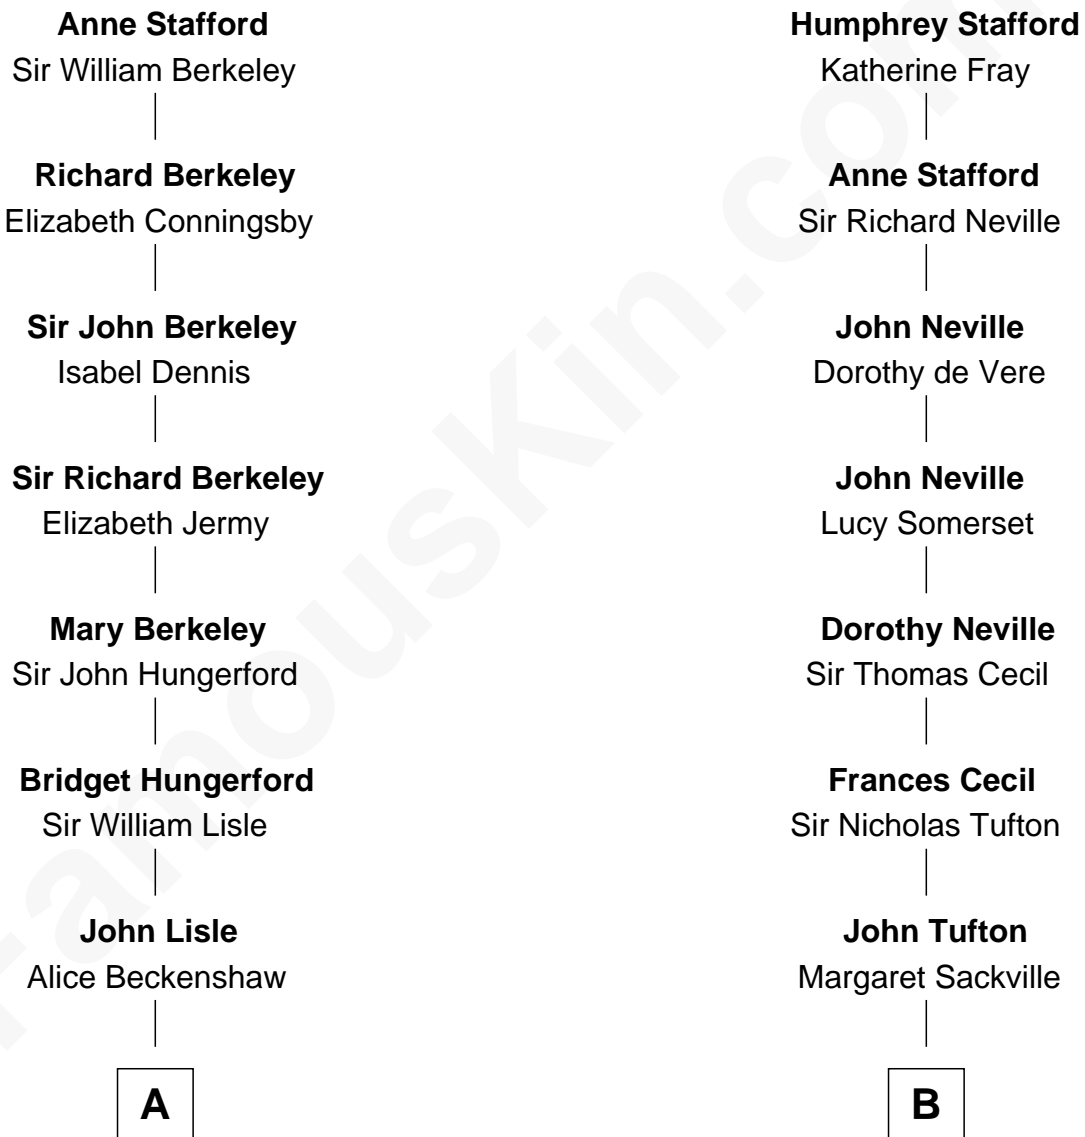 Anne Stafford
Sir William Berkeley
Richard Berkeley
Elizabeth Conningsby
Sir John Berkeley
Isabel Dennis
Sir Richard Berkeley
Elizabeth Jermy
Mary Berkeley
Sir John Hungerford
Bridget Hungerford
Sir William Lisle
John Lisle
Alice Beckenshaw
A
Humphrey Stafford
Katherine Fray
Anne Stafford
Sir Richard Neville
John Neville
Dorothy de Vere
John Neville
Lucy Somerset
Dorothy Neville
Sir Thomas Cecil
Frances Cecil
Sir Nicholas Tufton
John Tufton
Margaret Sackville
B
FamousKin.com